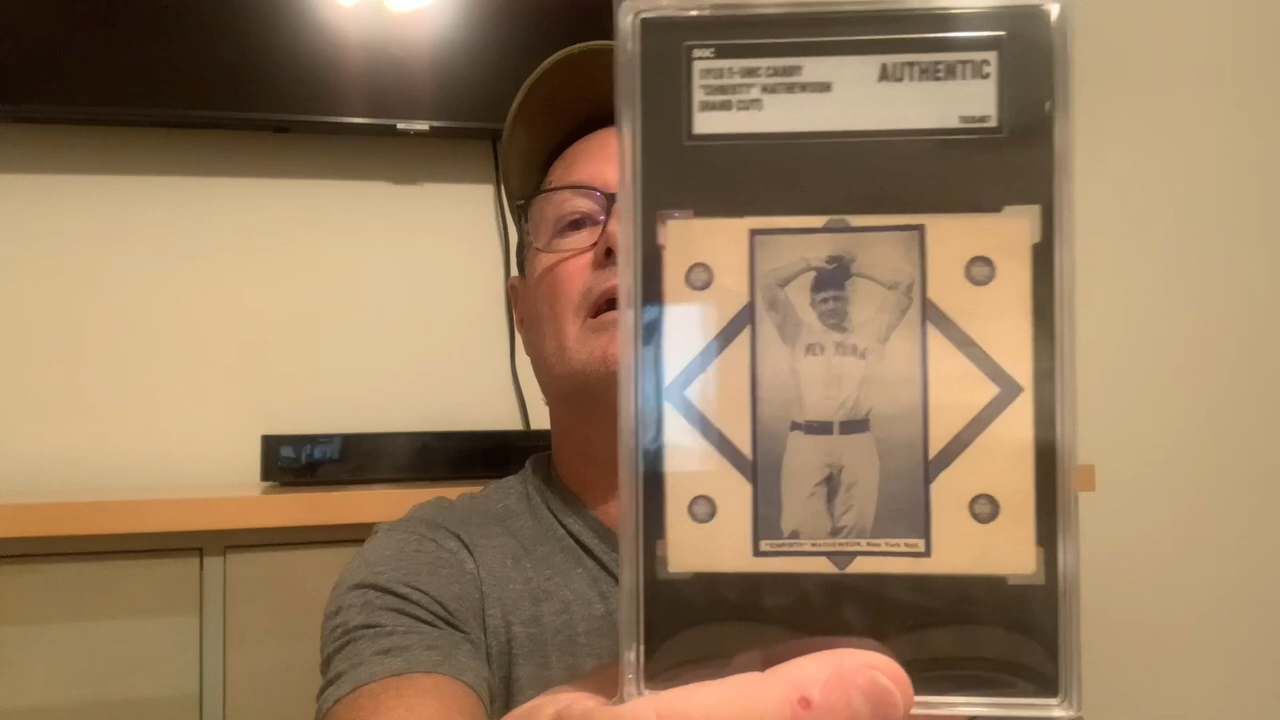 SGC
"CHRISTY" MATHEWSON
(HAND CUT)
AUTHENTIC
NEW YORK
"CHRISTY" MATHEWSON, New York Nat.